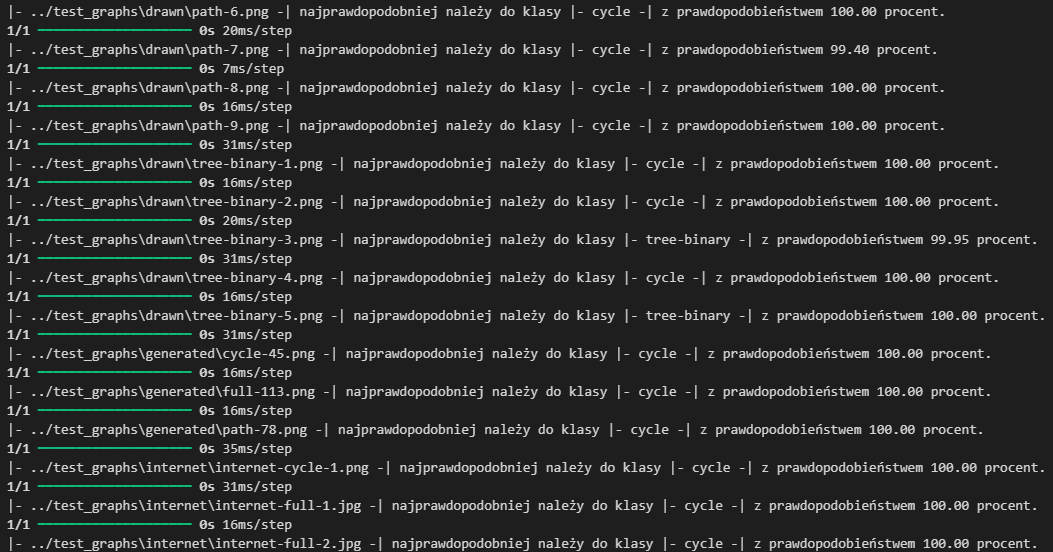 |- ../test_graphs\drawn\path-6.png -| najprawdopodobniej należy do klasy |- cycle -| z prawdopodobieństwem 100.00 procent.
1/1 ━━━━━━━━━━━━━━━━━━━━ 0s 20ms/step
|- ../test_graphs\drawn\path-7.png -| najprawdopodobniej należy do klasy |- cycle -| z prawdopodobieństwem 99.40 procent.
1/1 ━━━━━━━━━━━━━━━━━━━━ 0s 7ms/step
|- ../test_graphs\drawn\path-8.png -| najprawdopodobniej należy do klasy |- cycle -| z prawdopodobieństwem 100.00 procent.
1/1 ━━━━━━━━━━━━━━━━━━━━ 0s 16ms/step
|- ../test_graphs\drawn\path-9.png -| najprawdopodobniej należy do klasy |- cycle -| z prawdopodobieństwem 100.00 procent.
1/1 ━━━━━━━━━━━━━━━━━━━━ 0s 31ms/step
|- ../test_graphs\drawn\tree-binary-1.png -| najprawdopodobniej należy do klasy |- cycle -| z prawdopodobieństwem 100.00 procent.
1/1 ━━━━━━━━━━━━━━━━━━━━ 0s 16ms/step
|- ../test_graphs\drawn\tree-binary-2.png -| najprawdopodobniej należy do klasy |- cycle -| z prawdopodobieństwem 100.00 procent.
1/1 ━━━━━━━━━━━━━━━━━━━━ 0s 20ms/step
|- ../test_graphs\drawn\tree-binary-3.png -| najprawdopodobniej należy do klasy |- tree-binary -| z prawdopodobieństwem 99.95 procent.
1/1 ━━━━━━━━━━━━━━━━━━━━ 0s 31ms/step
|- ../test_graphs\drawn\tree-binary-4.png -| najprawdopodobniej należy do klasy |- cycle -| z prawdopodobieństwem 100.00 procent.
1/1 ━━━━━━━━━━━━━━━━━━━━ 0s 16ms/step
|- ../test_graphs\drawn\tree-binary-5.png -| najprawdopodobniej należy do klasy |- tree-binary -| z prawdopodobieństwem 100.00 procent.
1/1 ━━━━━━━━━━━━━━━━━━━━ 0s 31ms/step
|- ../test_graphs\generated\cycle-45.png -| najprawdopodobniej należy do klasy |- cycle -| z prawdopodobieństwem 100.00 procent.
1/1 ━━━━━━━━━━━━━━━━━━━━ 0s 16ms/step
|- ../test_graphs\generated\full-113.png -| najprawdopodobniej należy do klasy |- cycle -| z prawdopodobieństwem 100.00 procent.
1/1 ━━━━━━━━━━━━━━━━━━━━ 0s 16ms/step
|- ../test_graphs\generated\path-78.png -| najprawdopodobniej należy do klasy |- cycle -| z prawdopodobieństwem 100.00 procent.
1/1 ━━━━━━━━━━━━━━━━━━━━ 0s 35ms/step
|- ../test_graphs\internet\internet-cycle-1.png -| najprawdopodobniej należy do klasy |- cycle -| z prawdopodobieństwem 100.00 procent.
1/1 ━━━━━━━━━━━━━━━━━━━━ 0s 31ms/step
|- ../test_graphs\internet\internet-full-1.jpg -| najprawdopodobniej należy do klasy |- cycle -| z prawdopodobieństwem 100.00 procent.
1/1 ━━━━━━━━━━━━━━━━━━━━ 0s 16ms/step
|- ../test_graphs\internet\internet-full-2.jpg -| najprawdopodobniej należy do klasy |- cycle -| z prawdopodobieństwem 100.00 procent.